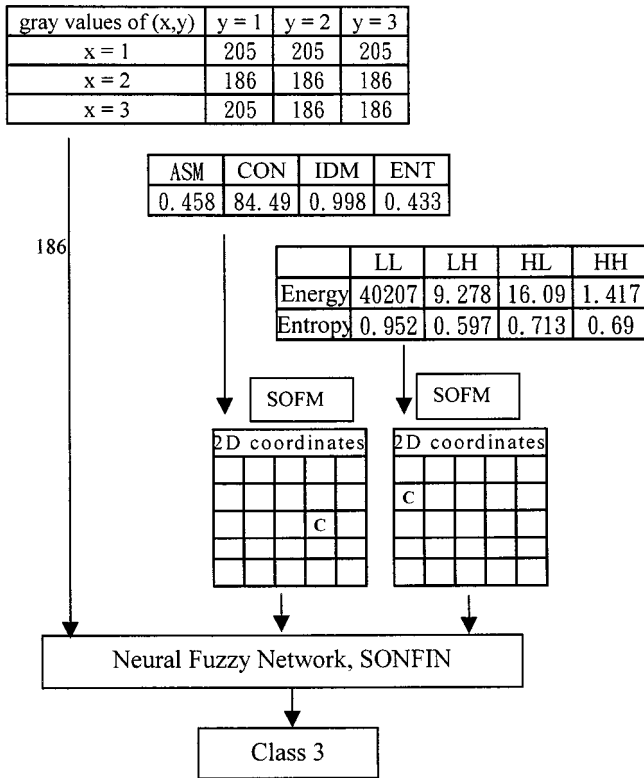 gray values of (x,y) y = 1 y = 2 y = 3
x = 1 205 205 205
x = 2 186 186 186
x = 3 205 186 186
ASM CON IDM ENT
0.458 84.49 0.998 0.433
186
LL LH HL HH
Energy 40207 9.278 16.09 1.417
Entropy 0.952 0.597 0.713 0.69
SOFM SOFM
2D coordinates 2D coordinates
C
C
Neural Fuzzy Network, SONFIN
Class 3